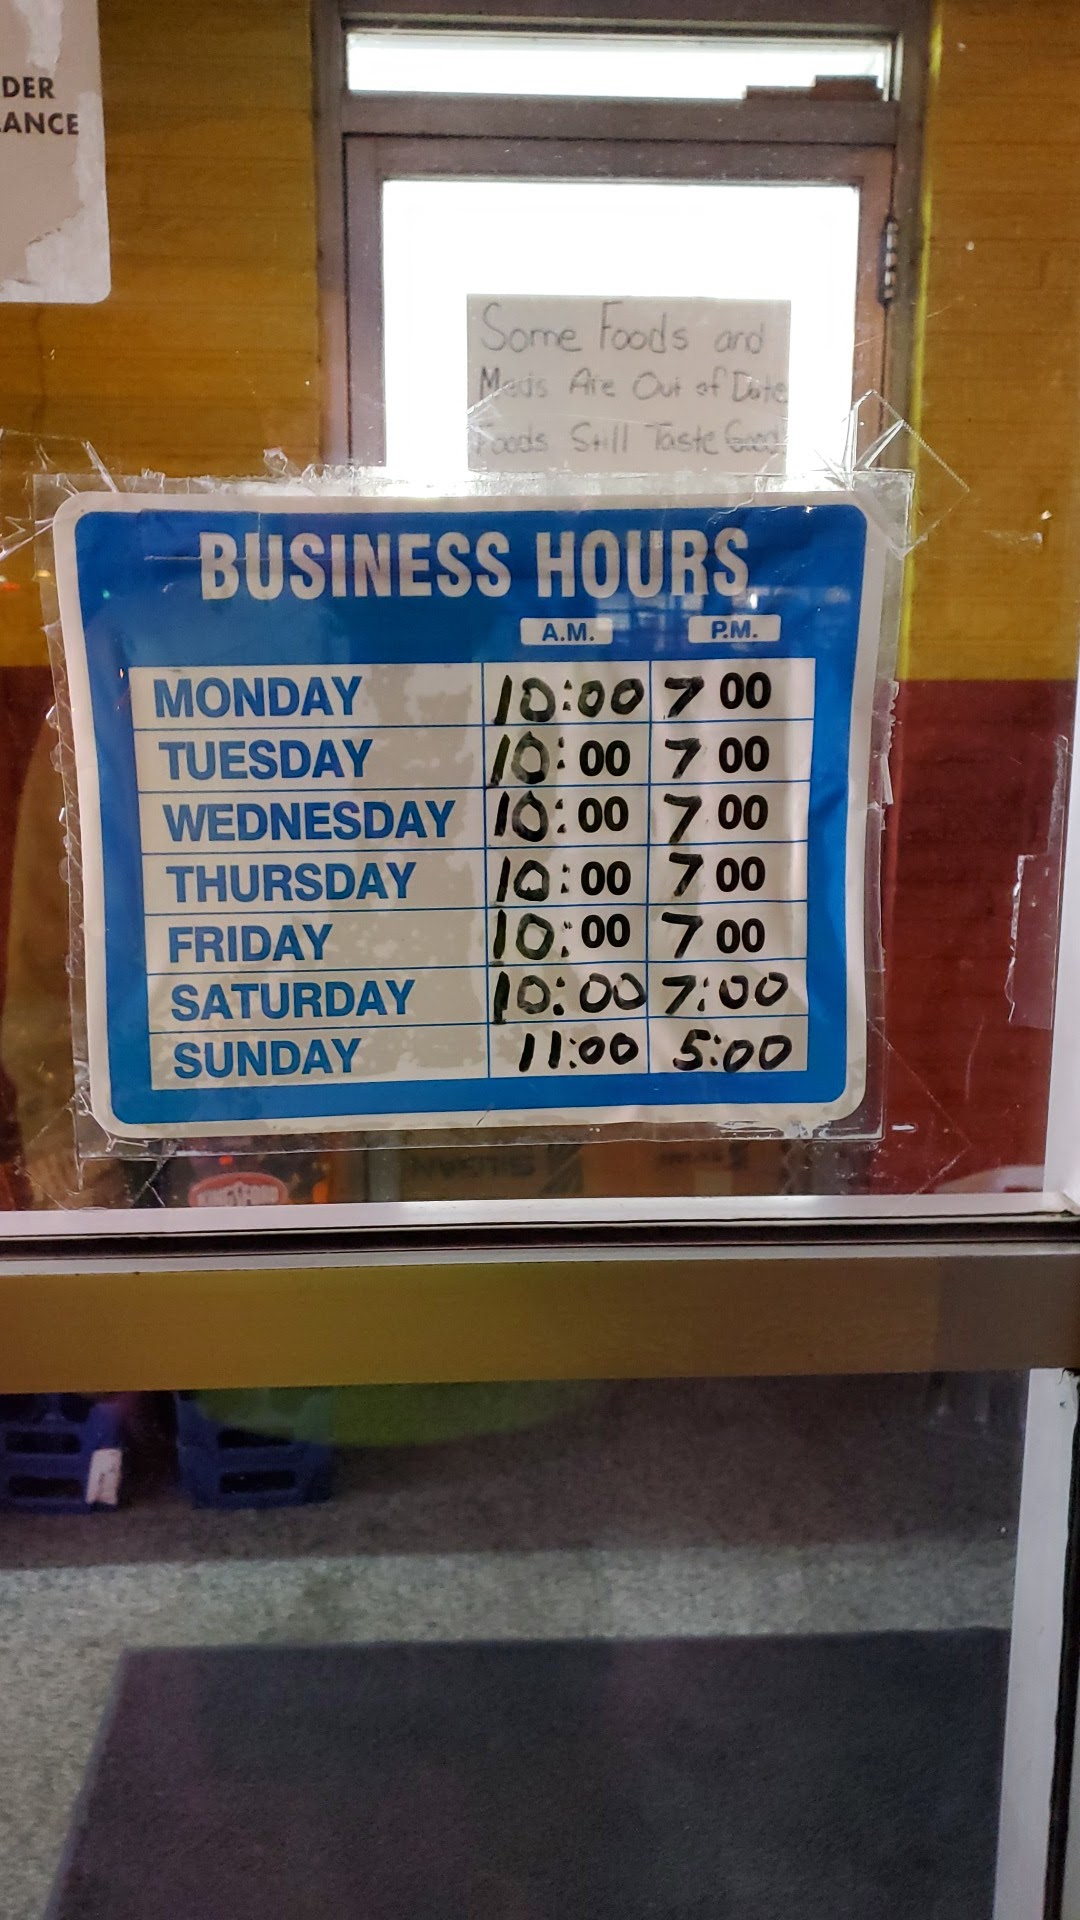 DER
LANCE
Some Foods and
Meds Are Out of Date
Foods Still Taste Good
BUSINESS HOURS
A.M. P.M.
MONDAY 10:00 7 00
TUESDAY 10:00 7 00
WEDNESDAY 10:00 7 00
THURSDAY 10:00 7 00
FRIDAY 10:00 7 00
SATURDAY 10:00 7:00
SUNDAY 11:00 5:00